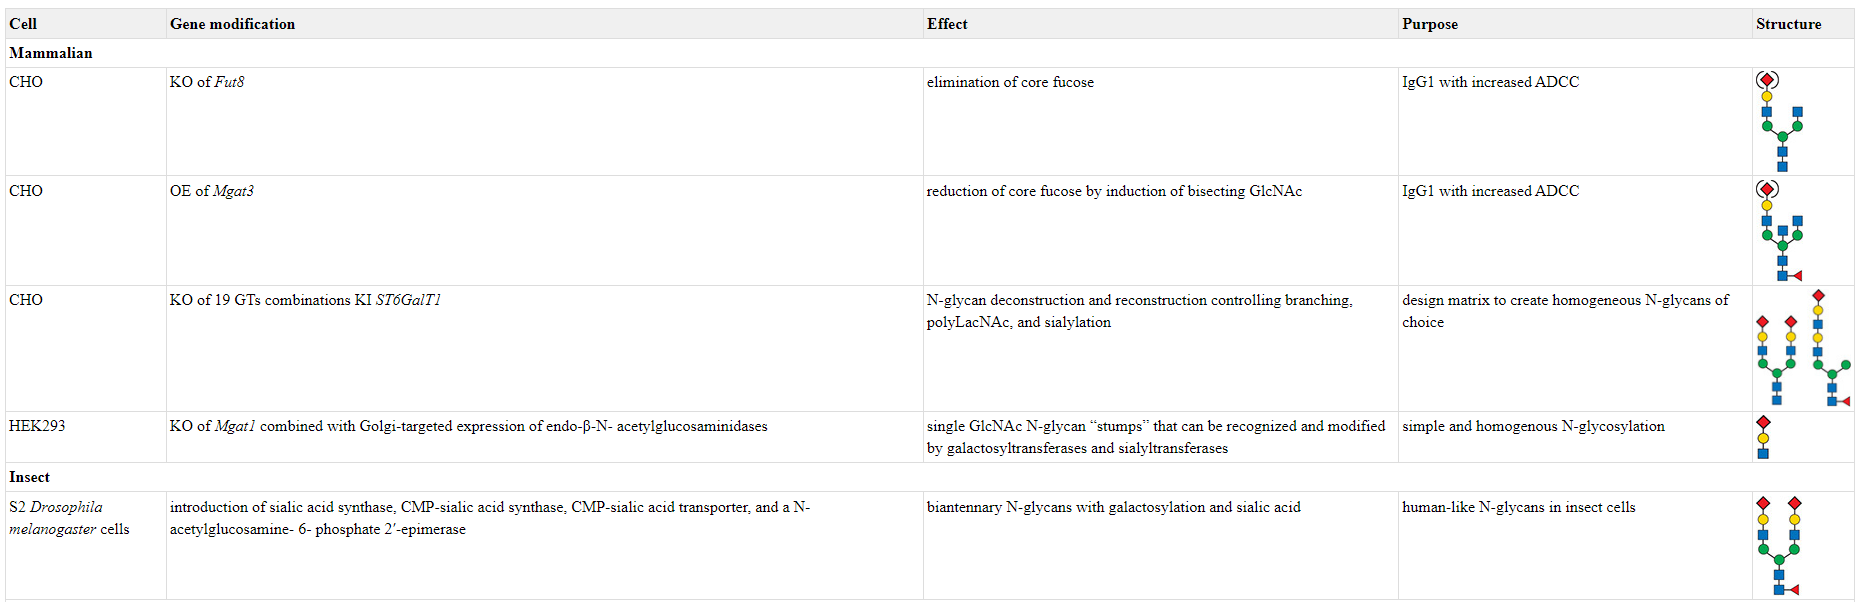 Cell Gene modification Effect Purpose Structure
Mammalian
CHO KO of Fut8 elimination of core fucose IgG1 with increased ADCC
CHO OE of Mgat3 reduction of core fucose by induction of bisecting GlcNAc IgG1 with increased ADCC
CHO KO of 19 GTs combinations KI ST6GalT1 N-glycan deconstruction and reconstruction controlling branching, design matrix to create homogeneous N-glycans of
polyLacNAc, and sialylation choice
HEK293 KO of Mgat1 combined with Golgi-targeted expression of endo-β-N- acetylglucosaminidases single GlcNAc N-glycan “stumps” that can be recognized and modified simple and homogenous N-glycosylation
by galactosyltransferases and sialyltransferases
Insect
S2 Drosophila introduction of sialic acid synthase, CMP-sialic acid synthase, CMP-sialic acid transporter, and a N- biantennary N-glycans with galactosylation and sialic acid human-like N-glycans in insect cells
melanogaster cells acetylglucosamine- 6- phosphate 2′-epimerase